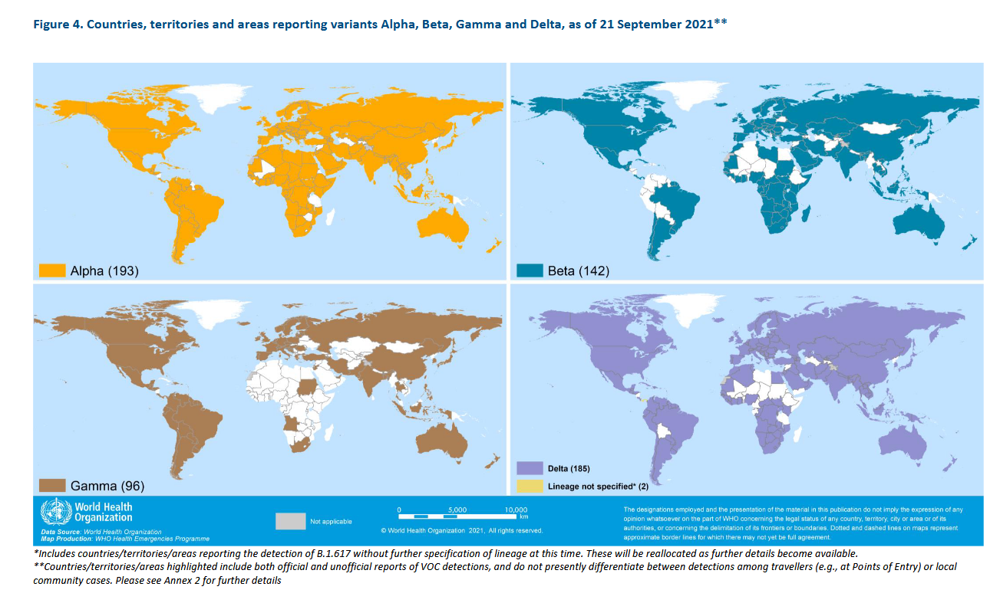 Figure 4. Countries, territories and areas reporting variants Alpha, Beta, Gamma and Delta, as of 21 September 2021**
Alpha (193)
Beta (142)
Gamma (96)
Delta (185)
Lineage not specified* (2)
World Health
Organization
Data Source: World Health Organization
Map Production: WHO Health Emergencies Programme
Not applicable
0 5,000 10,000
km
© World Health Organization 2021, All rights reserved.
The designations employed and the presentation of the material in this publication do not imply the expression of any
opinion whatsoever on the part of WHO concerning the legal status of any country, territory, city or area or of its
authorities, or concerning the delimitation of its frontiers or boundaries. Dotted and dashed lines on maps represent
approximate border lines for which there may not yet be full agreement.
*Includes countries/territories/areas reporting the detection of B.1.617 without further specification of lineage at this time. These will be reallocated as further details become available.
**Countries/territories/areas highlighted include both official and unofficial reports of VOC detections, and do not presently differentiate between detections among travellers (e.g., at Points of Entry) or local
community cases. Please see Annex 2 for further details